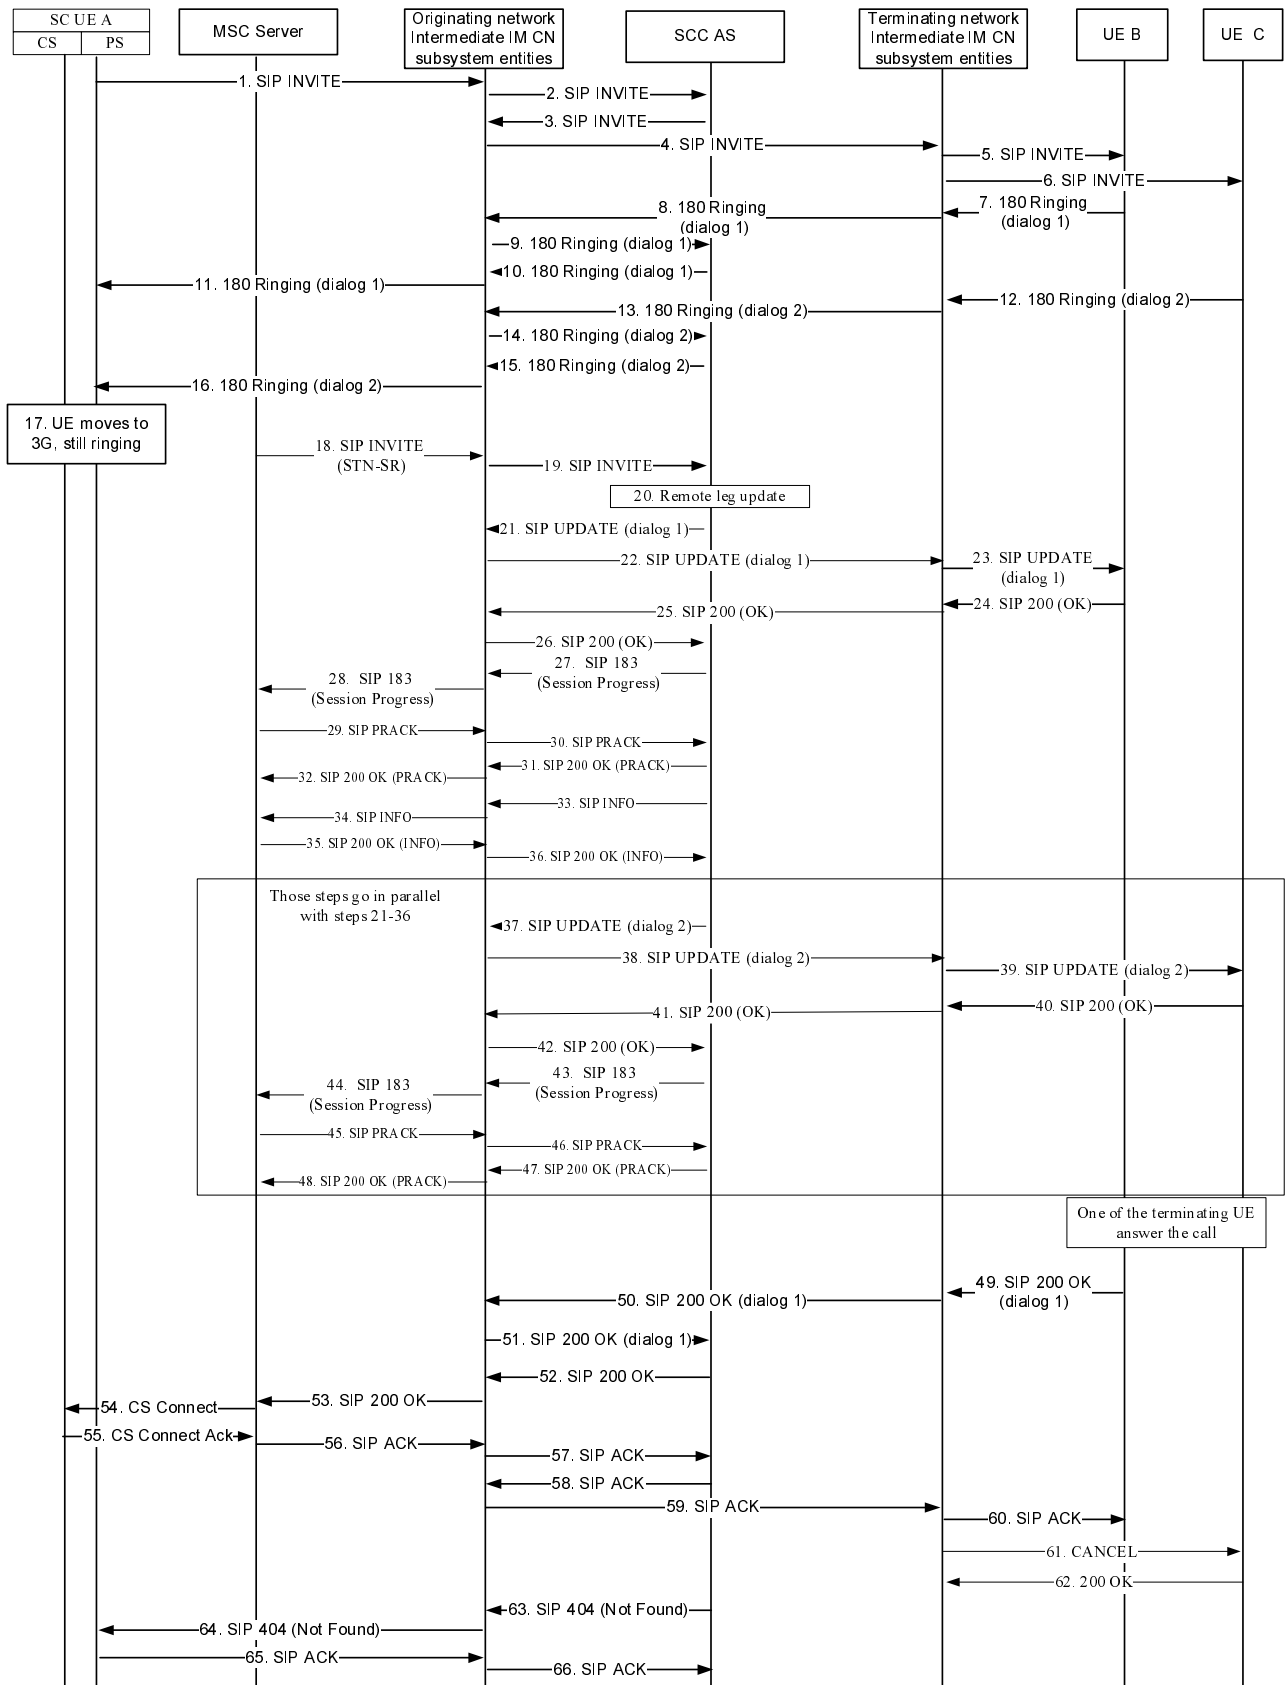 SC UE A
CS
PS
MSC Server
Originating network
Intermediate IM CN
subsystem entities
SCC AS
Terminating network
Intermediate IM CN
subsystem entities
UE B
UE C
1. SIP INVITE
2. SIP INVITE
3. SIP INVITE
4. SIP INVITE
5. SIP INVITE
6. SIP INVITE
7. 180 Ringing
(dialog 1)
8. 180 Ringing
(dialog 1)
9. 180 Ringing (dialog 1)
10. 180 Ringing (dialog 1)
11. 180 Ringing (dialog 1)
12. 180 Ringing (dialog 2)
13. 180 Ringing (dialog 2)
14. 180 Ringing (dialog 2)
15. 180 Ringing (dialog 2)
16. 180 Ringing (dialog 2)
17. UE moves to
3G, still ringing
18. SIP INVITE
(STN-SR)
19. SIP INVITE
20. Remote leg update
21. SIP UPDATE (dialog 1)
22. SIP UPDATE (dialog 1)
23. SIP UPDATE
(dialog 1)
24. SIP 200 (OK)
25. SIP 200 (OK)
26. SIP 200 (OK)
27. SIP 183
(Session Progress)
28. SIP 183
(Session Progress)
29. SIP PRACK
30. SIP PRACK
31. SIP 200 OK (PRACK)
32. SIP 200 OK (PRACK)
33. SIP INFO
34. SIP INFO
35. SIP 200 OK (INFO)
36. SIP 200 OK (INFO)
Those steps go in parallel
with steps 21-36
37. SIP UPDATE (dialog 2)
38. SIP UPDATE (dialog 2)
39. SIP UPDATE (dialog 2)
40. SIP 200 (OK)
41. SIP 200 (OK)
42. SIP 200 (OK)
43. SIP 183
(Session Progress)
44. SIP 183
(Session Progress)
45. SIP PRACK
46. SIP PRACK
47. SIP 200 OK (PRACK)
48. SIP 200 OK (PRACK)
One of the terminating UE
answer the call
49. SIP 200 OK
(dialog 1)
50. SIP 200 OK (dialog 1)
51. SIP 200 OK (dialog 1)
52. SIP 200 OK
53. SIP 200 OK
54. CS Connect
55. CS Connect Ack
56. SIP ACK
57. SIP ACK
58. SIP ACK
59. SIP ACK
60. SIP ACK
61. CANCEL
62. 200 OK
63. SIP 404 (Not Found)
64. SIP 404 (Not Found)
65. SIP ACK
66. SIP ACK